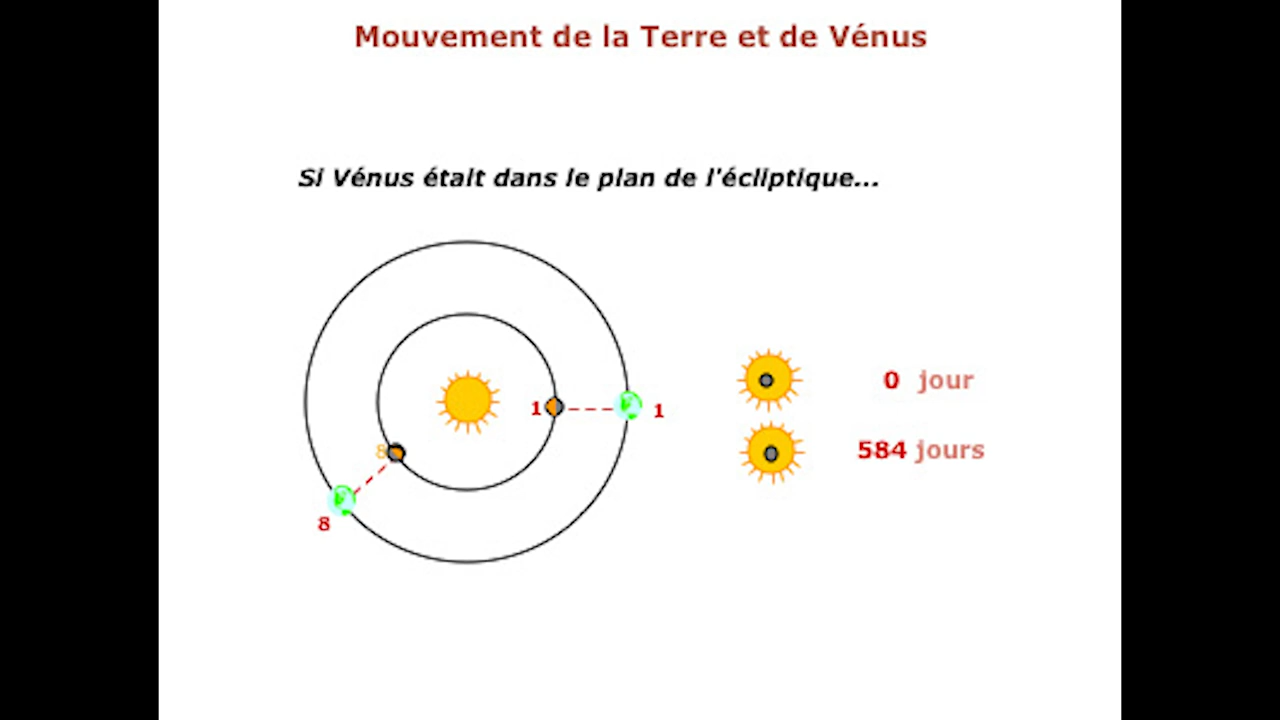 Mouvement de la Terre et de Vénus
Si Vénus était dans le plan de l'écliptique...
0 jour
1 1
584 jours
8
8